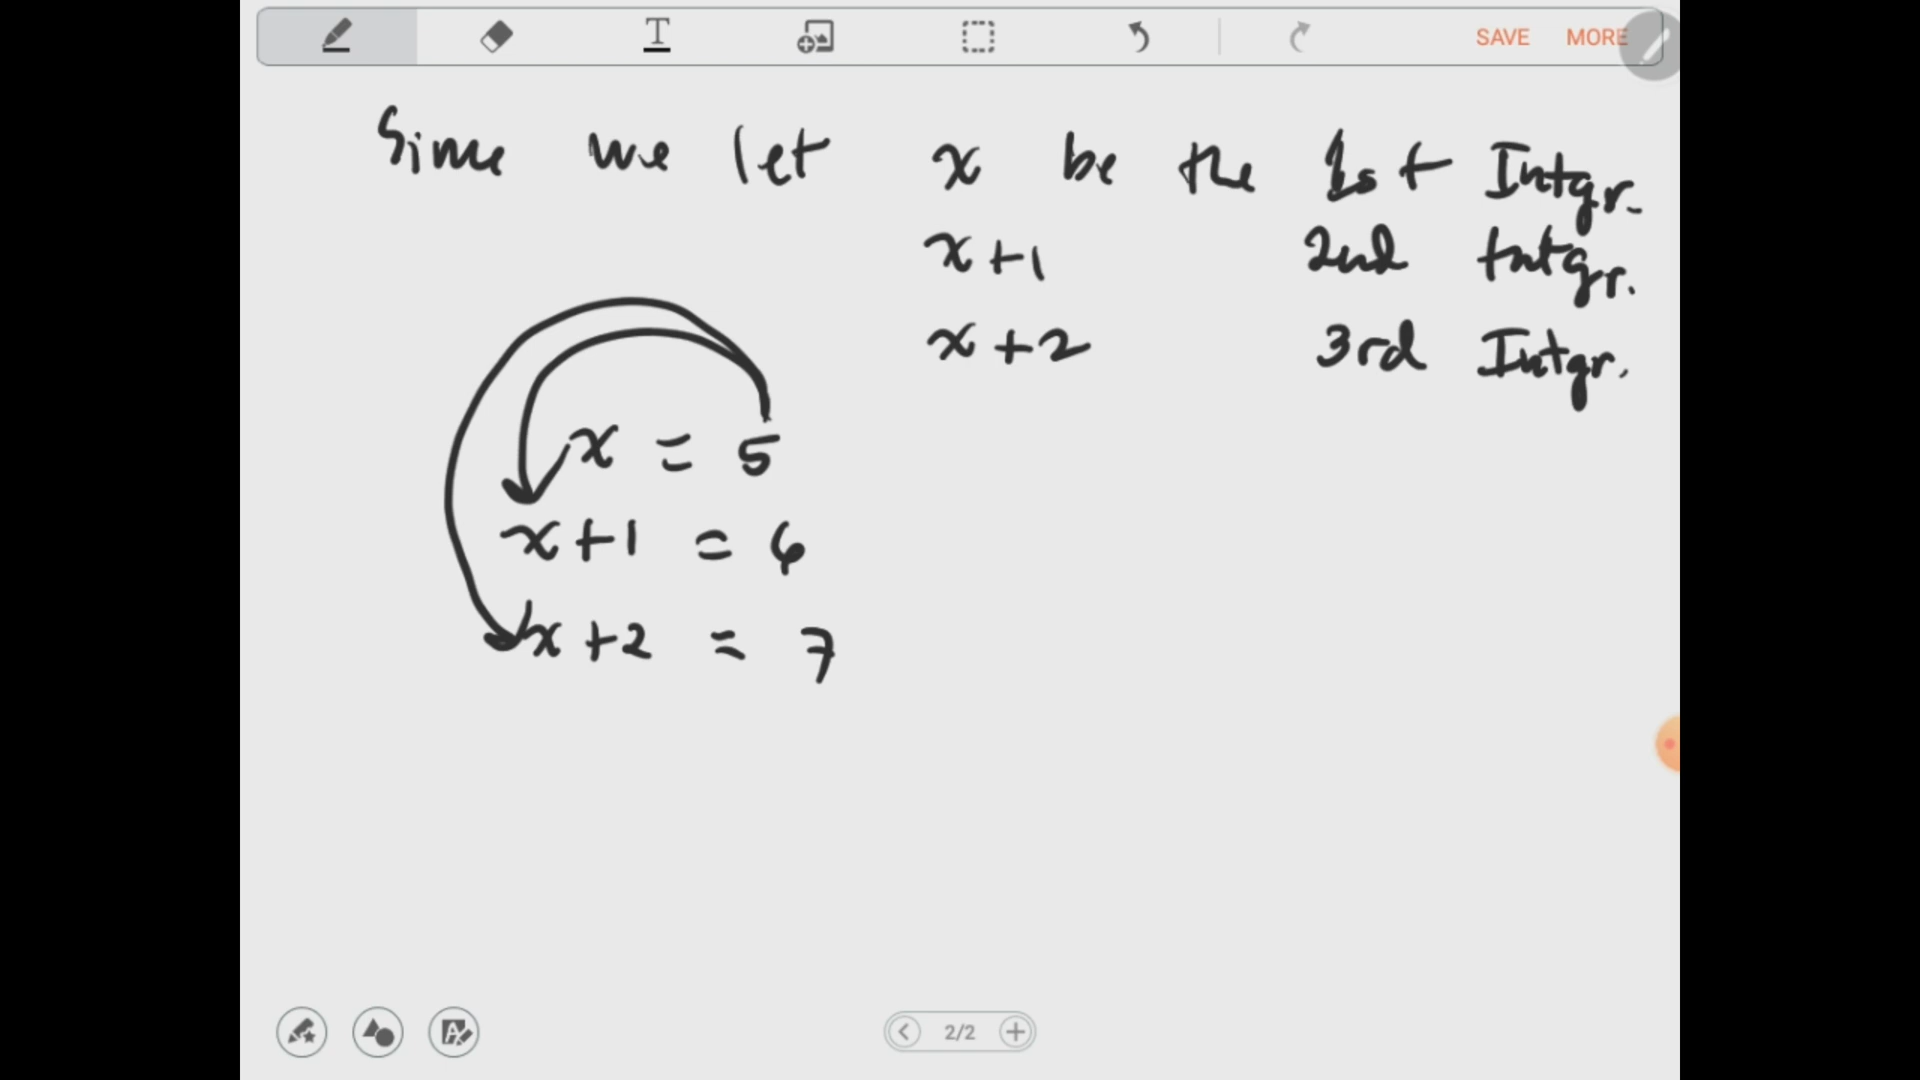 T SAVE MORE
Since we let x be the 1st Intgr.
x+1 2nd Intgr.
x+2 3rd Intgr.
x = 5
x+1 = 6
x+2 = 7
2/2